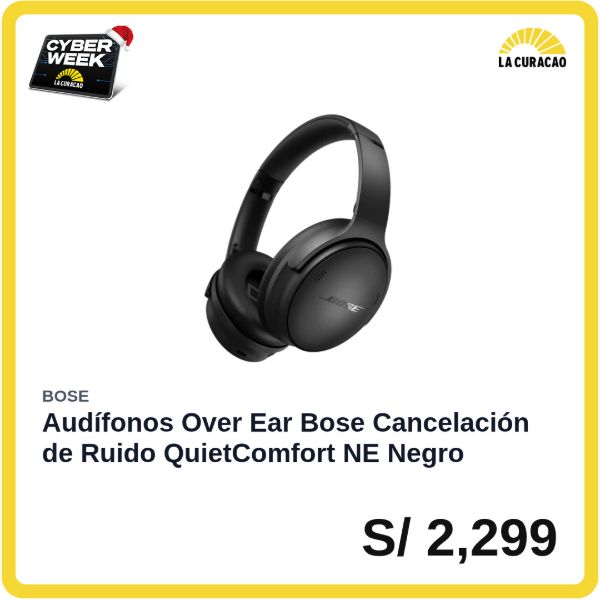 CYBER
WEEK
LA CURACAO
LA CURACAO
BOSE
BOSE
Audífonos Over Ear Bose Cancelación
de Ruido QuietComfort NE Negro
S/ 2,299